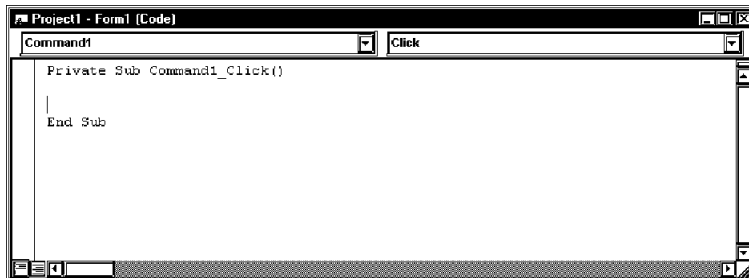 Project1 - Form1 (Code)
Command1
Click
Private Sub Command1_Click()
End Sub